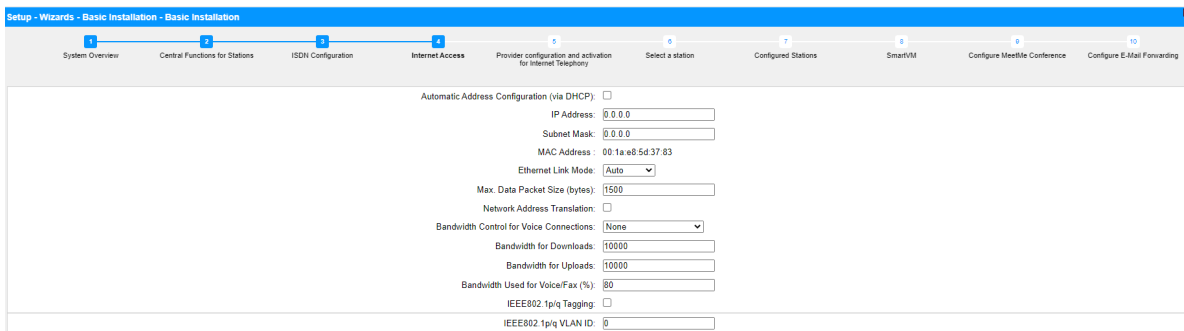 Setup - Wizards - Basic Installation - Basic Installation
1 2 3 4 5 6 7 8 9 10
System Overview Central Functions for Stations ISDN Configuration Internet Access Provider configuration and activation Select a station Configured Stations SmartVM Configure MeetMe Conference Configure E-Mail Forwarding
for Internet Telephony
Automatic Address Configuration (via DHCP):
IP Address: 0.0.0.0
Subnet Mask: 0.0.0.0
MAC Address : 00:1a:e8:5d:37:83
Ethernet Link Mode: Auto
Max. Data Packet Size (bytes): 1500
Network Address Translation:
Bandwidth Control for Voice Connections: None
Bandwidth for Downloads: 10000
Bandwidth for Uploads: 10000
Bandwidth Used for Voice/Fax (%): 80
IEEE802.1p/q Tagging:
IEEE802.1p/q VLAN ID: 0